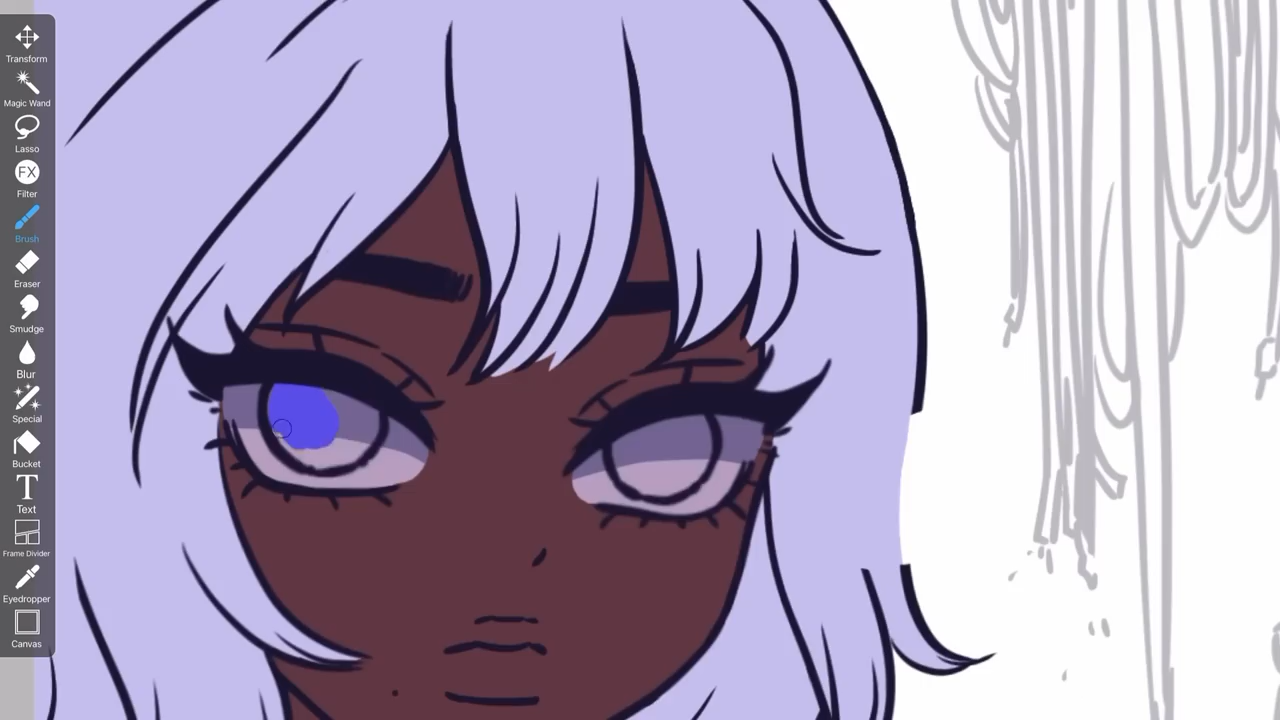 Transform
Magic Wand
Lasso
FX
Filter
Brush
Eraser
Smudge
Blur
Special
Bucket
T
Text
Frame Divider
Eyedropper
Canvas